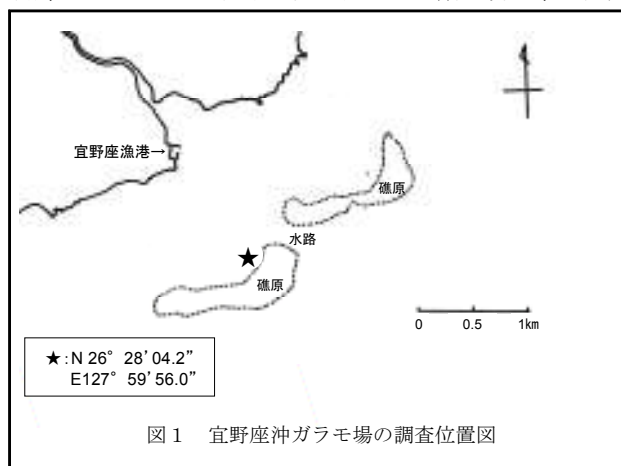 宜野座漁港→
礁原
水路
★
礁原
0 0.5 1㎞
★:N 26° 28’04.2”
E127° 59’56.0”
図1 宜野座沖ガラモ場の調査位置図